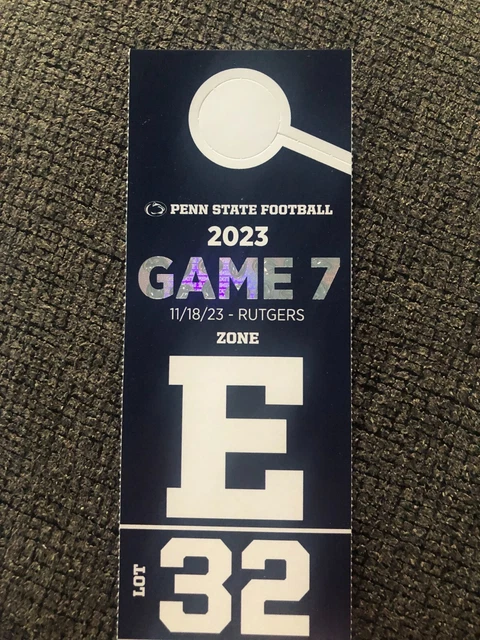 PENN STATE FOOTBALL
2023
GAME 7
11/18/23 - RUTGERS
ZONE
E
LOT
32